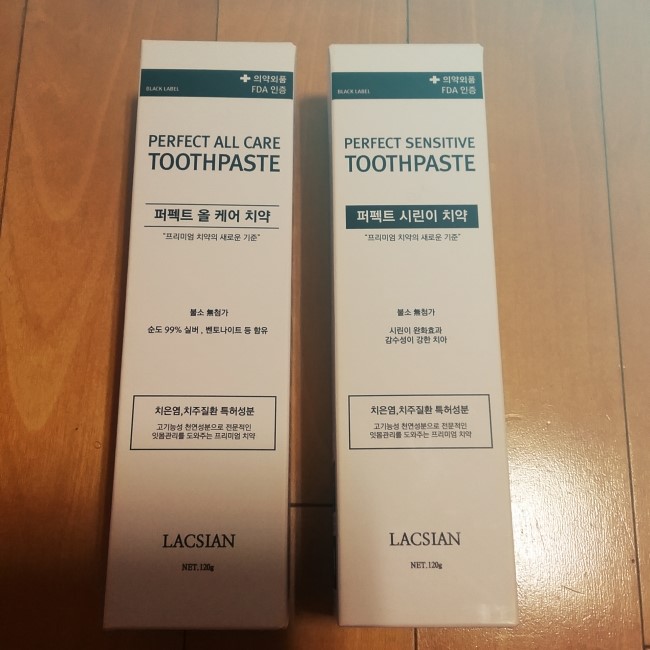 BLACK LABEL
✚ 의약외품
FDA 인증
PERFECT ALL CARE
TOOTHPASTE
퍼펙트 올 케어 치약
"프리미엄 치약의 새로운 기준"
불소 無첨가
순도 99% 실버 , 벤토나이트 등 함유
치은염,치주질환 특허성분
고기능성 천연성분으로 전문적인
잇몸관리를 도와주는 프리미엄 치약
LACSIAN
NET.120g
BLACK LABEL
✚ 의약외품
FDA 인증
PERFECT SENSITIVE
TOOTHPASTE
퍼펙트 시린이 치약
"프리미엄 치약의 새로운 기준"
불소 無첨가
시린이 완화효과
감수성이 강한 치아
치은염,치주질환 특허성분
고기능성 천연성분으로 전문적인
잇몸관리를 도와주는 프리미엄 치약
LACSIAN
NET.120g